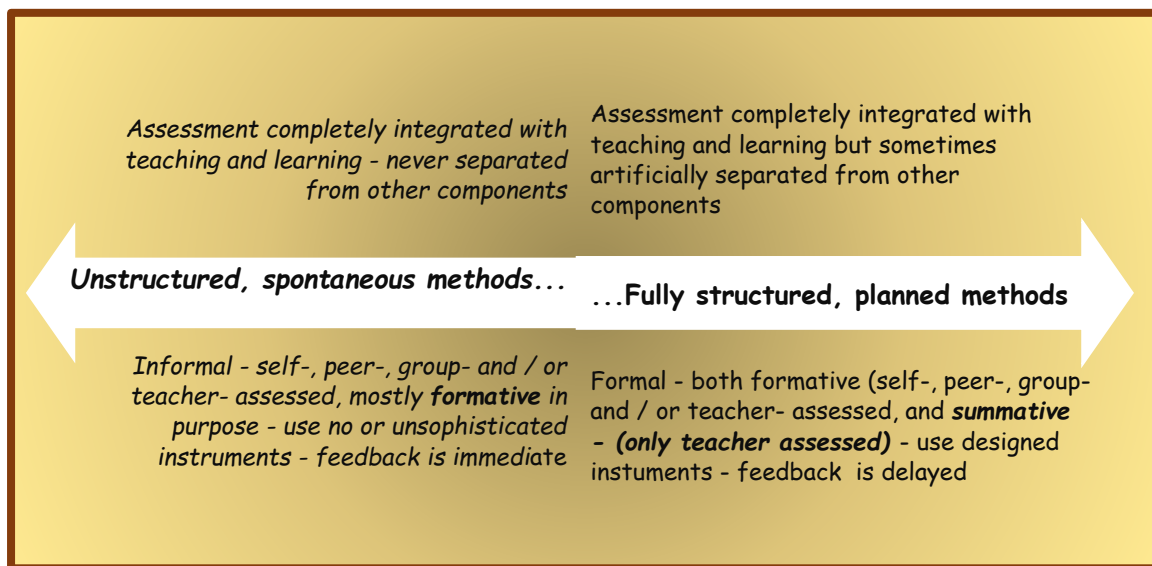 Assessment completely integrated with
teaching and learning - never separated
from other components
Assessment completely integrated with
teaching and learning but sometimes
artificially separated from other
components
Unstructured, spontaneous methods...
...Fully structured, planned methods
Informal - self-, peer-, group- and / or
teacher- assessed, mostly formative in
purpose - use no or unsophisticated
instruments - feedback is immediate
Formal - both formative (self-, peer-, group-
and / or teacher- assessed, and summative
- (only teacher assessed) - use designed
instuments - feedback is delayed